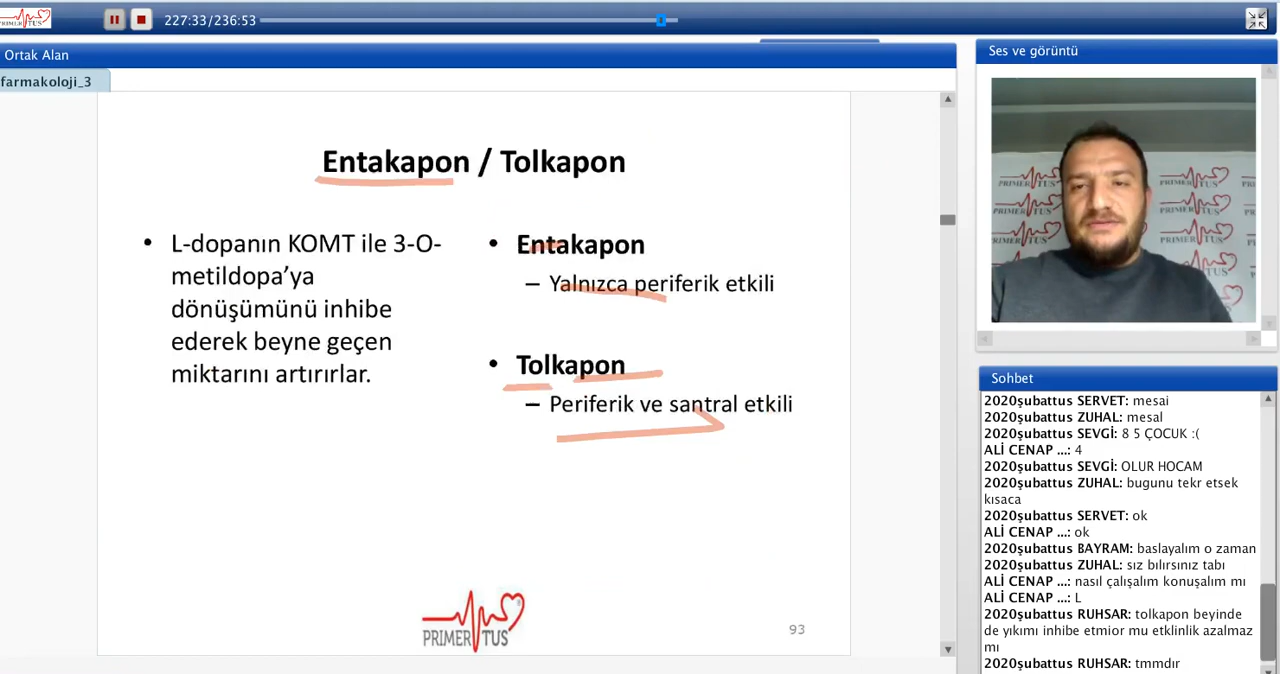 PRIMER TUS
227:33/236:53
Ortak Alan
farmakoloji_3
Entakapon / Tolkapon
• L-dopanın KOMT ile 3-O-
metildopa’ya
dönüşümünü inhibe
ederek beyne geçen
miktarını artırırlar.
• Entakapon
– Yalnızca periferik etkili
• Tolkapon
– Periferik ve santral etkili
PRIMER TUS
93
Ses ve görüntü
PRIMER TUS
Sohbet
2020şubattus SERVET: mesai
2020şubattus ZUHAL: mesal
2020şubattus SEVGİ: 8 5 ÇOCUK :(
ALİ CENAP ...: 4
2020şubattus SEVGİ: OLUR HOCAM
2020şubattus ZUHAL: bugunu tekr etsek
kısaca
2020şubattus SERVET: ok
ALİ CENAP ...: ok
2020şubattus BAYRAM: baslayalım o zaman
2020şubattus ZUHAL: sız bılırsınız tabı
ALİ CENAP ...: nasıl çalışalım konuşalım mı
ALİ CENAP ...: L
2020şubattus RUHSAR: tolkapon beyinde
de yıkımı inhibe etmior mu etklinlik azalmaz
mı
2020şubattus RUHSAR: tmmdır